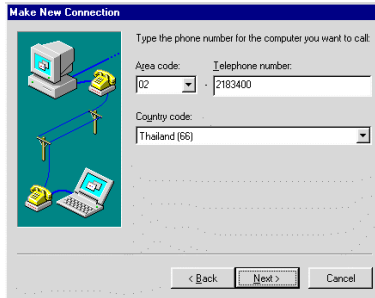 Make New Connection
Type the phone number for the computer you want to call:
Area code: Telephone number:
02 - 2183400
Country code:
Thailand (66)
< Back Next > Cancel